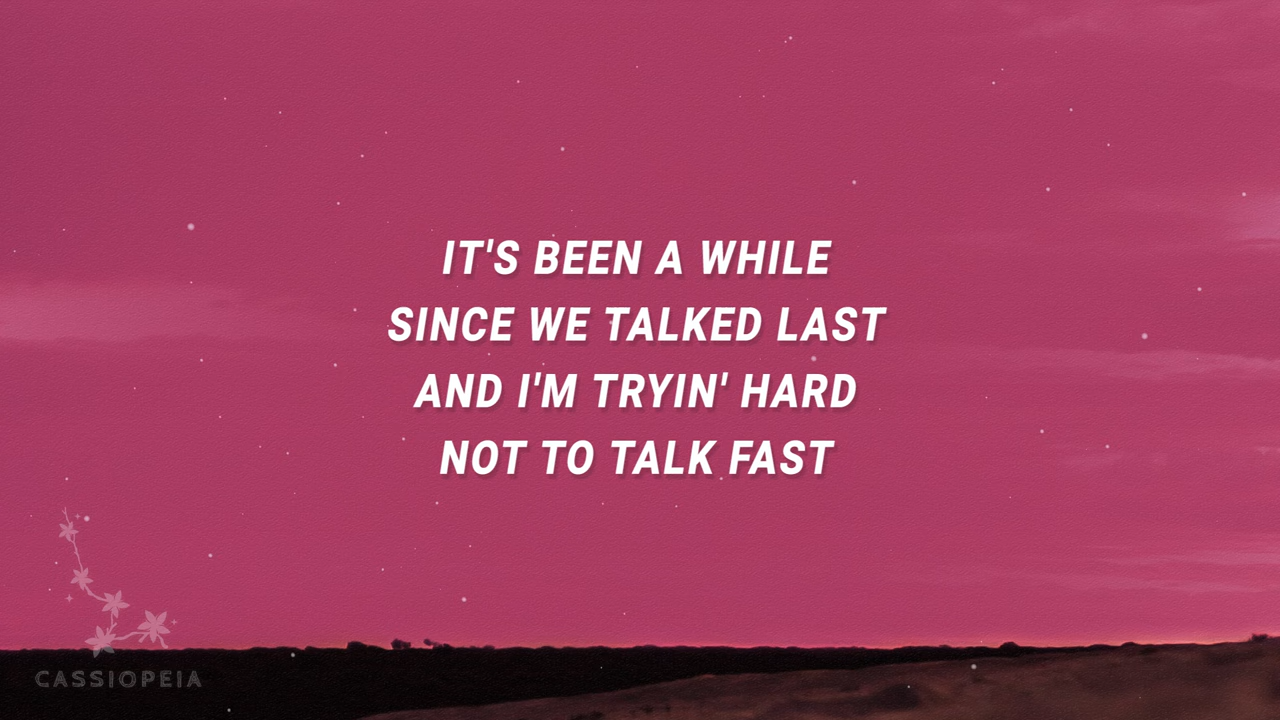 IT'S BEEN A WHILE
SINCE WE TALKED LAST
AND I'M TRYIN' HARD
NOT TO TALK FAST
CASSIOPEIA